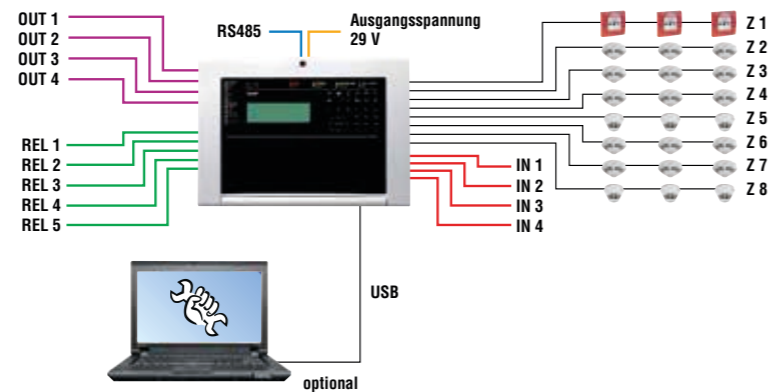 OUT 1
OUT 2
OUT 3
OUT 4
RS485
Ausgangsspannung
29 V
REL 1
REL 2
REL 3
REL 4
REL 5
Z 1
Z 2
Z 3
Z 4
Z 5
Z 6
Z 7
Z 8
IN 1
IN 2
IN 3
IN 4
USB
optional